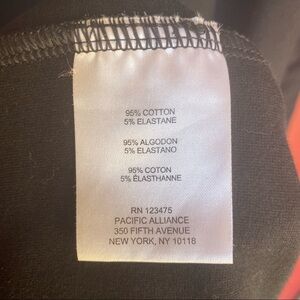 95% COTTON
5% ELASTANE
95% ALGODON
5% ELASTANO
95% COTON
5% ÉLASTHANNE
RN 123475
PACIFIC ALLIANCE
350 FIFTH AVENUE
NEW YORK, NY 10118